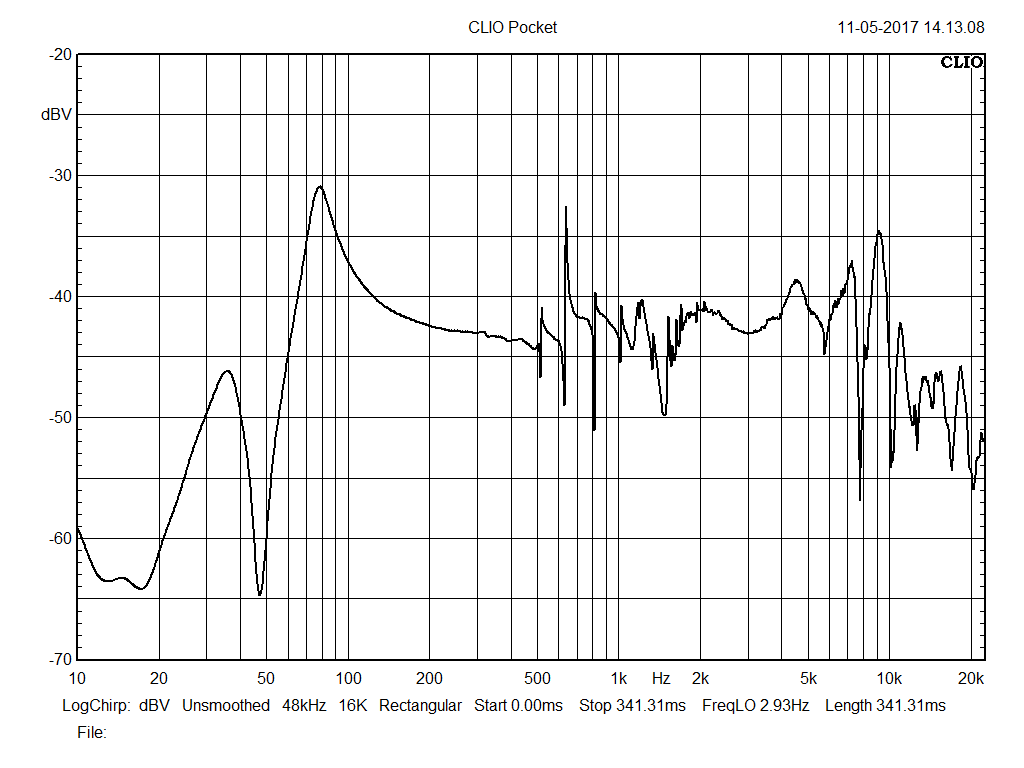 CLIO Pocket 11-05-2017 14.13.08
-20
CLIO
dBV
-30
-40
-50
-60
-70
10 20 50 100 200 500 1k Hz 2k 5k 10k 20k
LogChirp: dBV Unsmoothed 48kHz 16K Rectangular Start 0.00ms Stop 341.31ms FreqLO 2.93Hz Length 341.31ms
File: